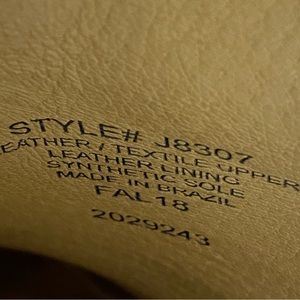 STYLE# J8307
LEATHER / TEXTILE UPPER
LEATHER LINING
SYNTHETIC SOLE
MADE IN BRAZIL
FAL18
2029243